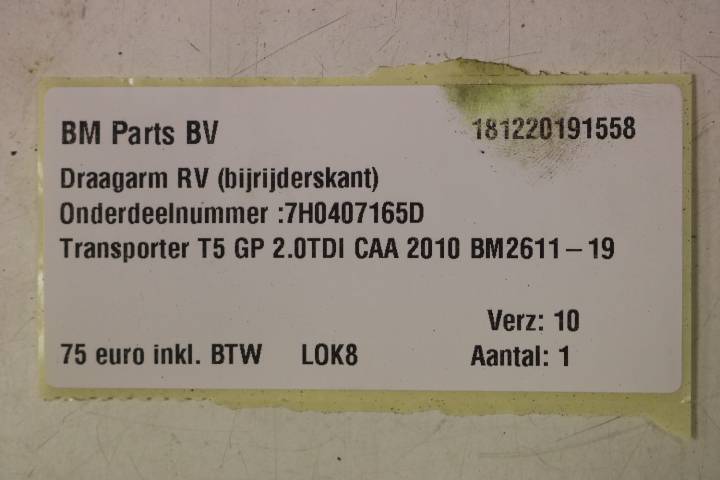 BM Parts BV 181220191558
Draagarm RV (bijrijderskant)
Onderdeelnummer :7H0407165D
Transporter T5 GP 2.0TDI CAA 2010 BM2611-19
Verz: 10
75 euro inkl. BTW LOK8 Aantal: 1